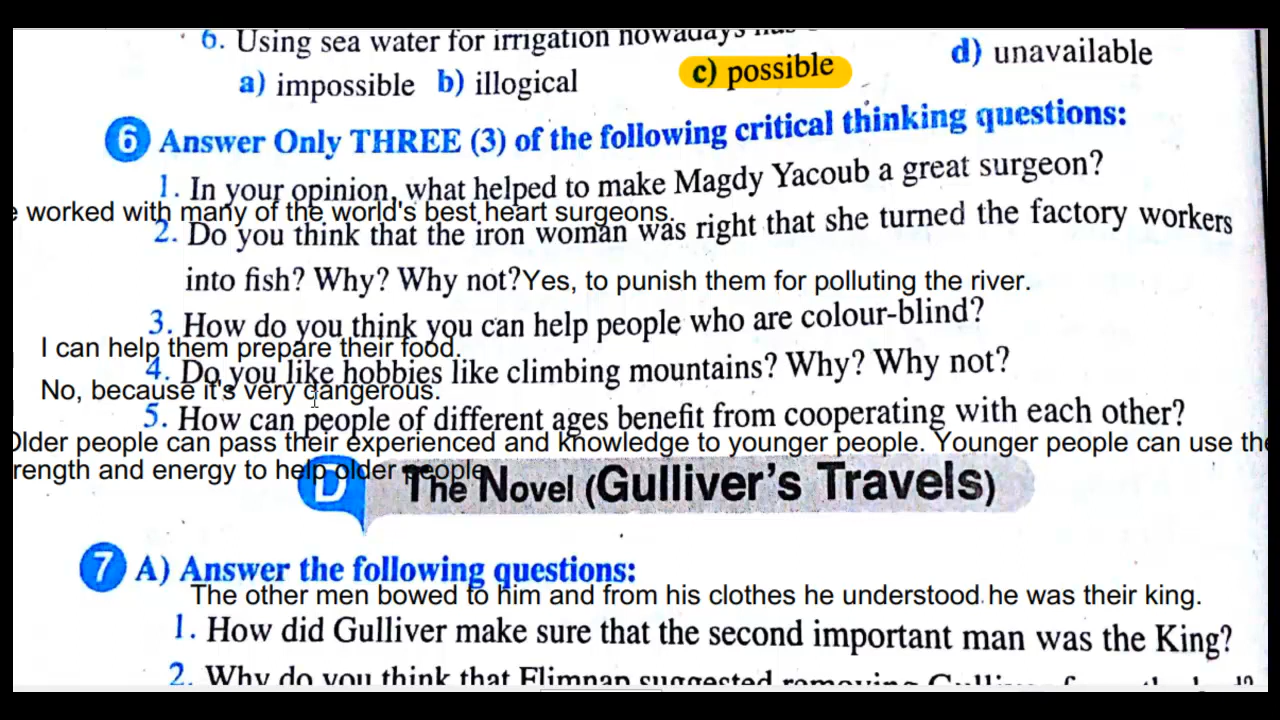 6. Using sea water for irrigation nowadays has
a) impossible b) illogical c) possible d) unavailable
6 Answer Only THREE (3) of the following critical thinking questions:
1. In your opinion, what helped to make Magdy Yacoub a great surgeon?
worked with many of the world's best heart surgeons.
2. Do you think that the iron woman was right that she turned the factory workers
into fish? Why? Why not?Yes, to punish them for polluting the river.
3. How do you think you can help people who are colour-blind?
I can help them prepare their food.
4. Do you like hobbies like climbing mountains? Why? Why not?
No, because it's very dangerous.
5. How can people of different ages benefit from cooperating with each other?
Older people can pass their experienced and knowledge to younger people. Younger people can use the
rength and energy to help older people
D The Novel (Gulliver's Travels)
7 A) Answer the following questions:
The other men bowed to him and from his clothes he understood he was their king.
1. How did Gulliver make sure that the second important man was the King?
2. Why do you think that Flimnap suggested removing